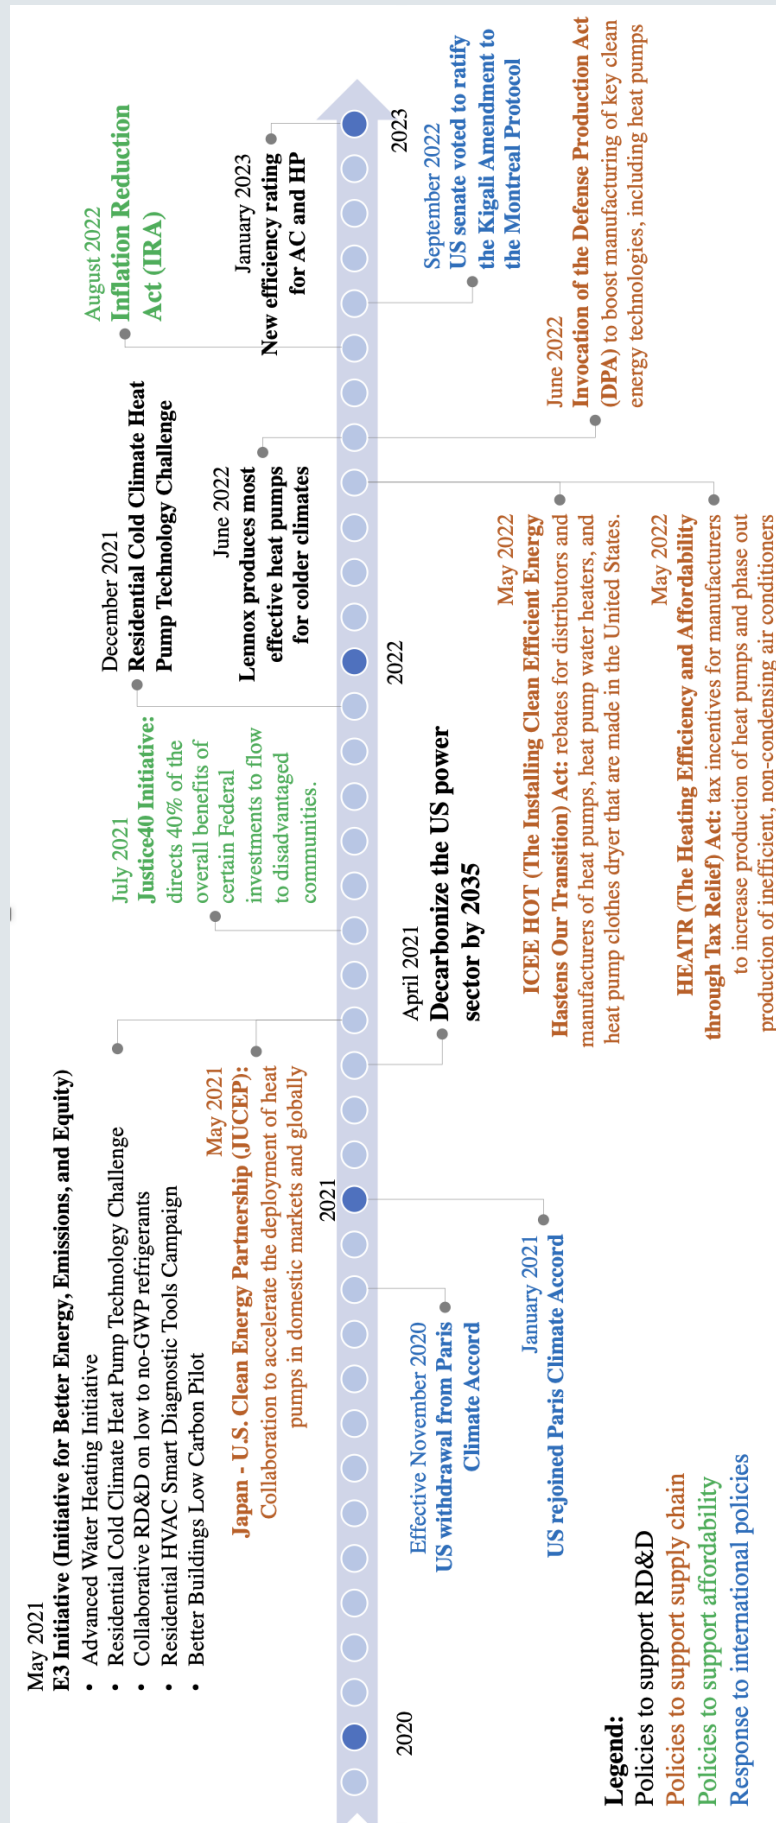 May 2021
E3 Initiative (Initiative for Better Energy, Emissions, and Equity)
• Advanced Water Heating Initiative
• Residential Cold Climate Heat Pump Technology Challenge
• Collaborative RD&D on low to no-GWP refrigerants
• Residential HVAC Smart Diagnostic Tools Campaign
• Better Buildings Low Carbon Pilot
May 2021
Japan - U.S. Clean Energy Partnership (JUCEP):
Collaboration to accelerate the deployment of heat
pumps in domestic markets and globally
July 2021
Justice40 Initiative:
directs 40% of the
overall benefits of
certain Federal
investments to flow
to disadvantaged
communities.
December 2021
Residential Cold Climate Heat
Pump Technology Challenge
June 2022
Lennox produces most
effective heat pumps
for colder climates
August 2022
Inflation Reduction
Act (IRA)
January 2023
New efficiency rating
for AC and HP
2020
2021
2022
2023
Effective November 2020
US withdrawal from Paris
Climate Accord
January 2021
US rejoined Paris Climate Accord
April 2021
Decarbonize the US power
sector by 2035
May 2022
ICEE HOT (The Installing Clean Efficient Energy
Hastens Our Transition) Act: rebates for distributors and
manufacturers of heat pumps, heat pump water heaters, and
heat pump clothes dryer that are made in the United States.
May 2022
HEATR (The Heating Efficiency and Affordability
through Tax Relief) Act: tax incentives for manufacturers
to increase production of heat pumps and phase out
production of inefficient, non-condensing air conditioners
September 2022
US senate voted to ratify
the Kigali Amendment to
the Montreal Protocol
June 2022
Invocation of the Defense Production Act
(DPA) to boost manufacturing of key clean
energy technologies, including heat pumps
Legend:
Policies to support RD&D
Policies to support supply chain
Policies to support affordability
Response to international policies